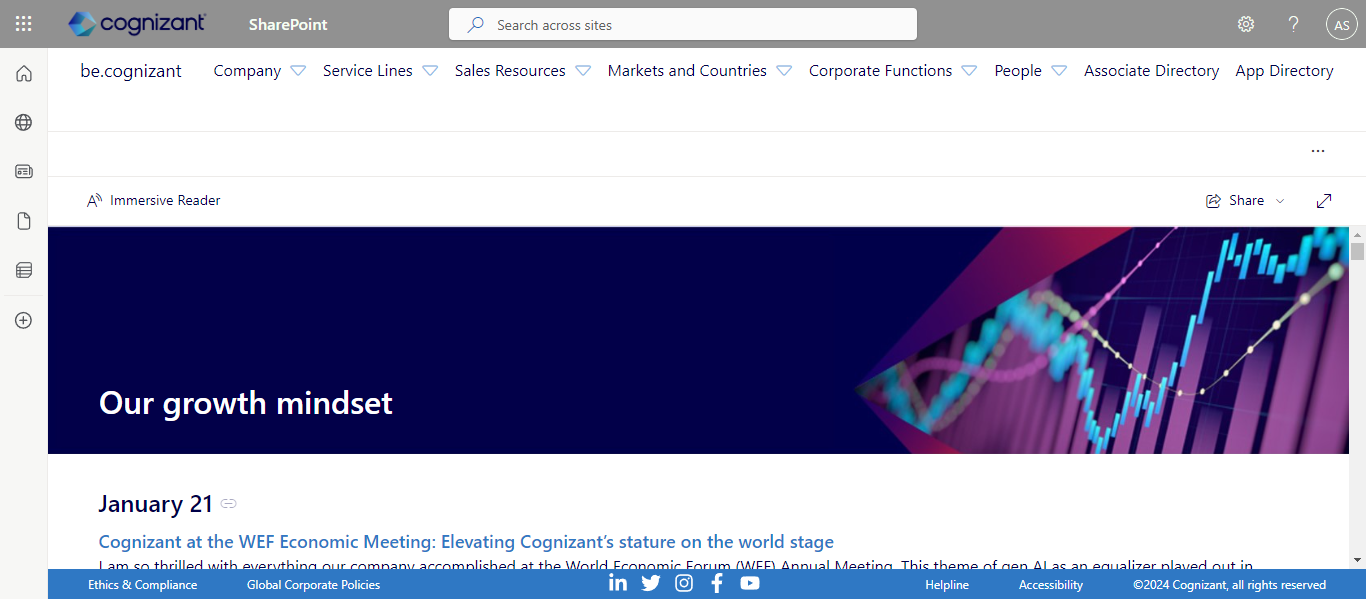 cognizant SharePoint Search across sites ? AS
be.cognizant Company Service Lines Sales Resources Markets and Countries Corporate Functions People Associate Directory App Directory
...
Immersive Reader Share
Our growth mindset
January 21
Cognizant at the WEF Economic Meeting: Elevating Cognizant’s stature on the world stage
I am so thrilled with everything our company accomplished at the World Economic Forum (WEF) Annual Meeting. This theme of gen AI as an equalizer played out in
Ethics & Compliance Global Corporate Policies Helpline Accessibility ©2024 Cognizant, all rights reserved